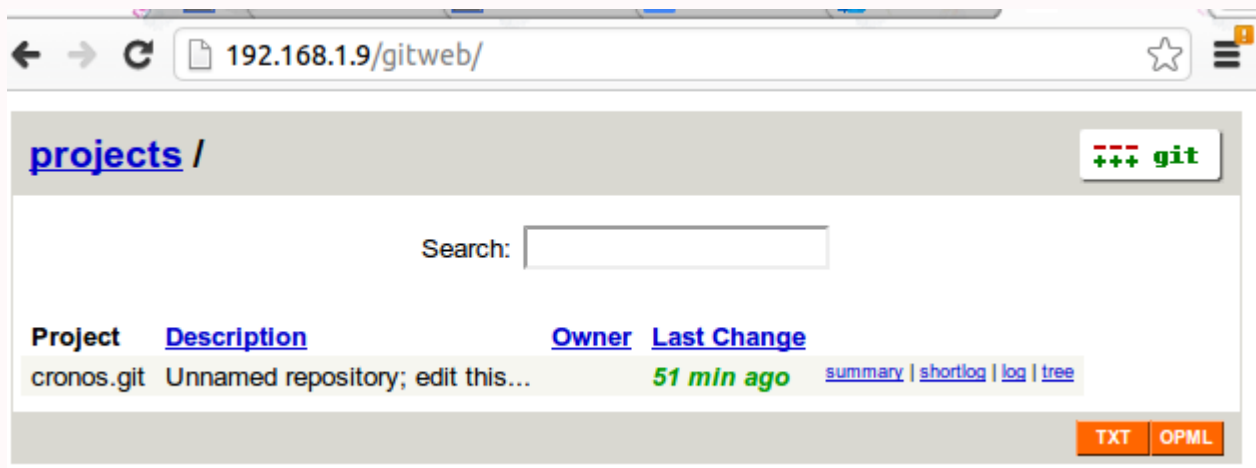 192.168.1.9/gitweb/
projects /
git
Search:
Project Description Owner Last Change
cronos.git Unnamed repository; edit this... 51 min ago summary | shortlog | log | tree
TXT OPML